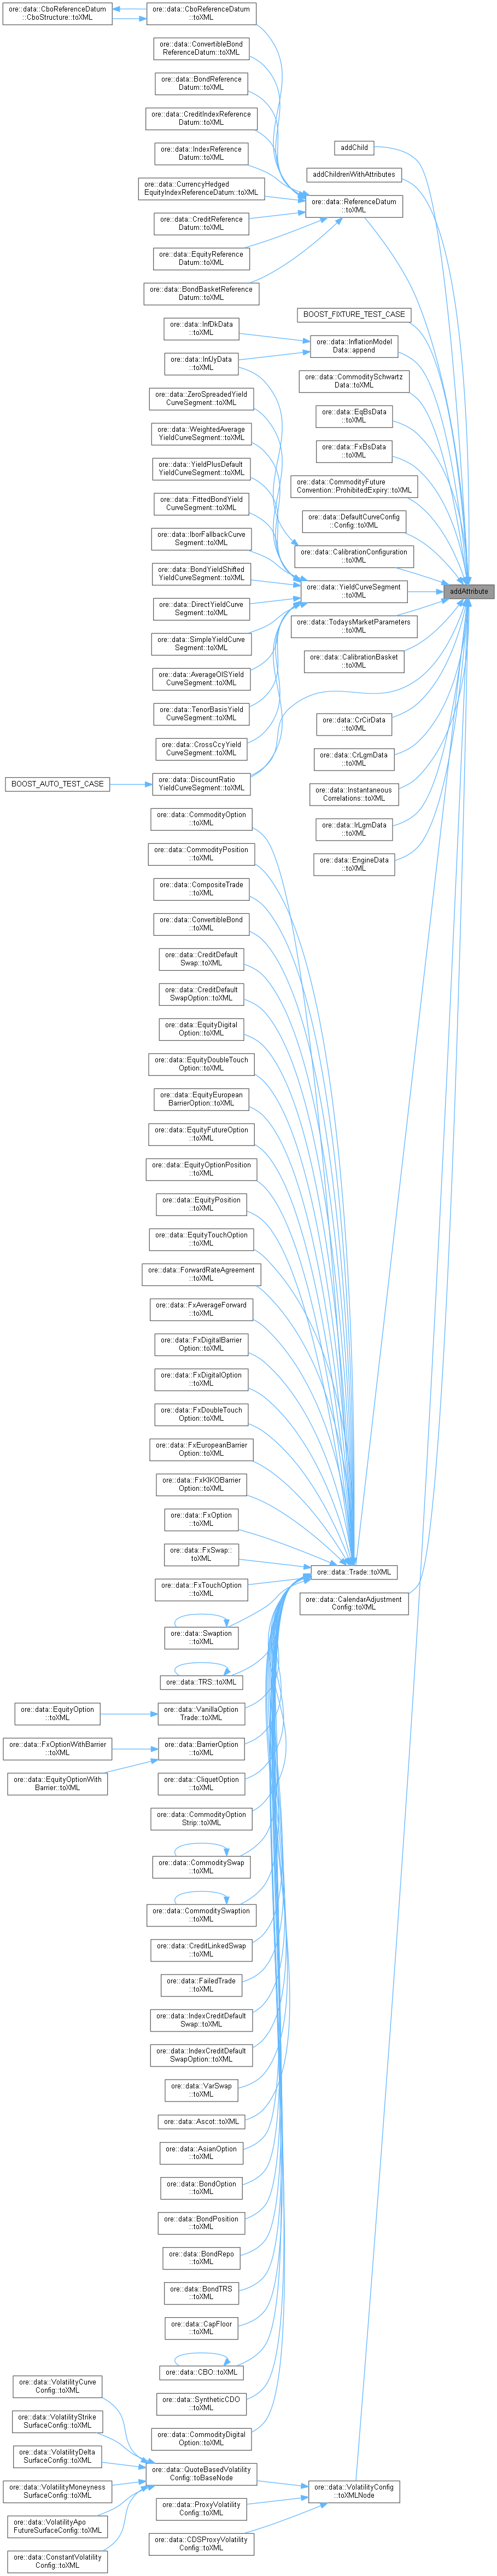 ore::data::CboReferenceDatum
::CboStructure::toXML
ore::data::CboReferenceDatum
::toXML
ore::data::ConvertibleBond
ReferenceDatum::toXML
ore::data::BondReference
Datum::toXML
ore::data::CreditIndexReference
Datum::toXML
ore::data::IndexReference
Datum::toXML
ore::data::CurrencyHedged
EquityIndexReferenceDatum::toXML
ore::data::CreditReference
Datum::toXML
ore::data::EquityReference
Datum::toXML
ore::data::BondBasketReference
Datum::toXML
addChild
addChildrenWithAttributes
ore::data::ReferenceDatum
::toXML
BOOST_FIXTURE_TEST_CASE
ore::data::InfDkData
::toXML
ore::data::InfJyData
::toXML
ore::data::InflationModel
Data::append
ore::data::CommoditySchwartz
Data::toXML
ore::data::EqBsData
::toXML
ore::data::FxBsData
::toXML
ore::data::CommodityFuture
Convention::ProhibitedExpiry::toXML
ore::data::DefaultCurveConfig
::Config::toXML
ore::data::CalibrationConfiguration
::toXML
ore::data::YieldCurveSegment
::toXML
addAttribute
ore::data::TodaysMarketParameters
::toXML
ore::data::CalibrationBasket
::toXML
ore::data::CrCirData
::toXML
ore::data::CrLgmData
::toXML
ore::data::Instantaneous
Correlations::toXML
ore::data::IrLgmData
::toXML
ore::data::EngineData
::toXML
ore::data::ZeroSpreadedYield
CurveSegment::toXML
ore::data::WeightedAverage
YieldCurveSegment::toXML
ore::data::YieldPlusDefault
YieldCurveSegment::toXML
ore::data::FittedBondYield
CurveSegment::toXML
ore::data::IborFallbackCurve
Segment::toXML
ore::data::BondYieldShifted
YieldCurveSegment::toXML
ore::data::DirectYieldCurve
Segment::toXML
ore::data::SimpleYieldCurve
Segment::toXML
ore::data::AverageOISYield
CurveSegment::toXML
ore::data::TenorBasisYield
CurveSegment::toXML
ore::data::CrossCcyYield
CurveSegment::toXML
BOOST_AUTO_TEST_CASE
ore::data::DiscountRatio
YieldCurveSegment::toXML
ore::data::CommodityOption
::toXML
ore::data::CommodityPosition
::toXML
ore::data::CompositeTrade
::toXML
ore::data::ConvertibleBond
::toXML
ore::data::CreditDefault
Swap::toXML
ore::data::CreditDefault
SwapOption::toXML
ore::data::EquityDigital
Option::toXML
ore::data::EquityDoubleTouch
Option::toXML
ore::data::EquityEuropean
BarrierOption::toXML
ore::data::EquityFutureOption
::toXML
ore::data::EquityOptionPosition
::toXML
ore::data::EquityPosition
::toXML
ore::data::EquityTouchOption
::toXML
ore::data::ForwardRateAgreement
::toXML
ore::data::FxAverageForward
::toXML
ore::data::FxDigitalBarrier
Option::toXML
ore::data::FxDigitalOption
::toXML
ore::data::FxDoubleTouch
Option::toXML
ore::data::FxEuropeanBarrier
Option::toXML
ore::data::FxKIKOBarrier
Option::toXML
ore::data::FxOption
::toXML
ore::data::FxSwap::
toXML
ore::data::Trade::toXML
ore::data::FxTouchOption
::toXML
ore::data::CalendarAdjustment
Config::toXML
ore::data::Swaption
::toXML
ore::data::TRS::toXML
ore::data::EquityOption
::toXML
ore::data::VanillaOption
Trade::toXML
ore::data::FxOptionWithBarrier
::toXML
ore::data::BarrierOption
::toXML
ore::data::EquityOptionWith
Barrier::toXML
ore::data::CliquetOption
::toXML
ore::data::CommodityOption
Strip::toXML
ore::data::CommoditySwap
::toXML
ore::data::CommoditySwaption
::toXML
ore::data::CreditLinkedSwap
::toXML
ore::data::FailedTrade
::toXML
ore::data::IndexCreditDefault
Swap::toXML
ore::data::IndexCreditDefault
SwapOption::toXML
ore::data::VarSwap
::toXML
ore::data::Ascot::toXML
ore::data::AsianOption
::toXML
ore::data::BondOption
::toXML
ore::data::BondPosition
::toXML
ore::data::BondRepo
::toXML
ore::data::BondTRS
::toXML
ore::data::CapFloor
::toXML
ore::data::CBO::toXML
ore::data::SyntheticCDO
::toXML
ore::data::CommodityDigital
Option::toXML
ore::data::VolatilityCurve
Config::toXML
ore::data::VolatilityStrike
SurfaceConfig::toXML
ore::data::VolatilityDelta
SurfaceConfig::toXML
ore::data::VolatilityMoneyness
SurfaceConfig::toXML
ore::data::VolatilityApo
FutureSurfaceConfig::toXML
ore::data::ConstantVolatility
Config::toXML
ore::data::QuoteBasedVolatility
Config::toBaseNode
ore::data::ProxyVolatility
Config::toXML
ore::data::CDSProxyVolatility
Config::toXML
ore::data::VolatilityConfig
::toXMLNode